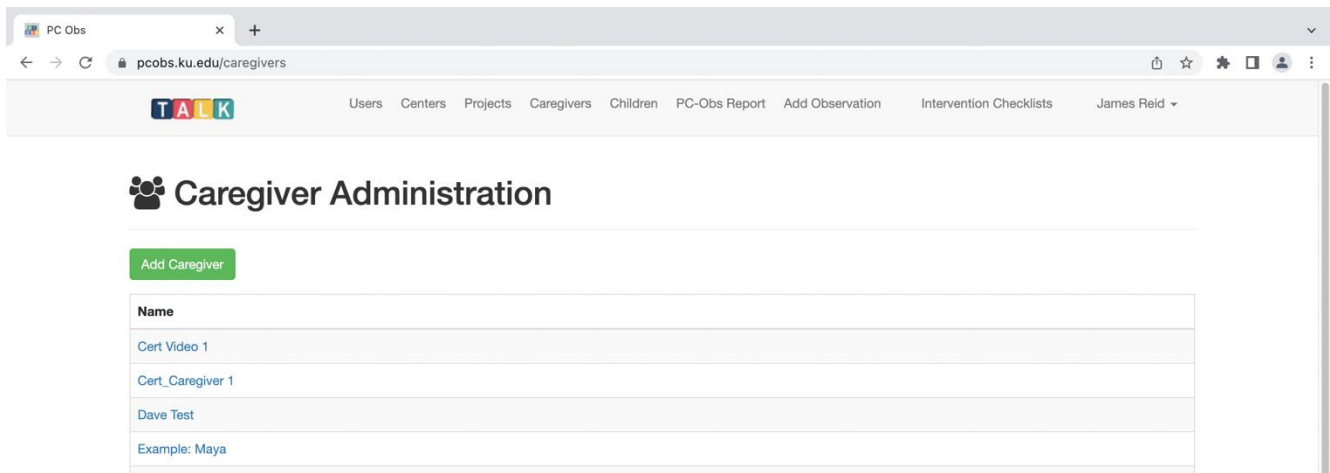 PC Obs
pcobs.ku.edu/caregivers
TALK Users Centers Projects Caregivers Children PC-Obs Report Add Observation Intervention Checklists James Reid
Caregiver Administration
Add Caregiver
Name
Cert Video 1
Cert_Caregiver 1
Dave Test
Example: Maya